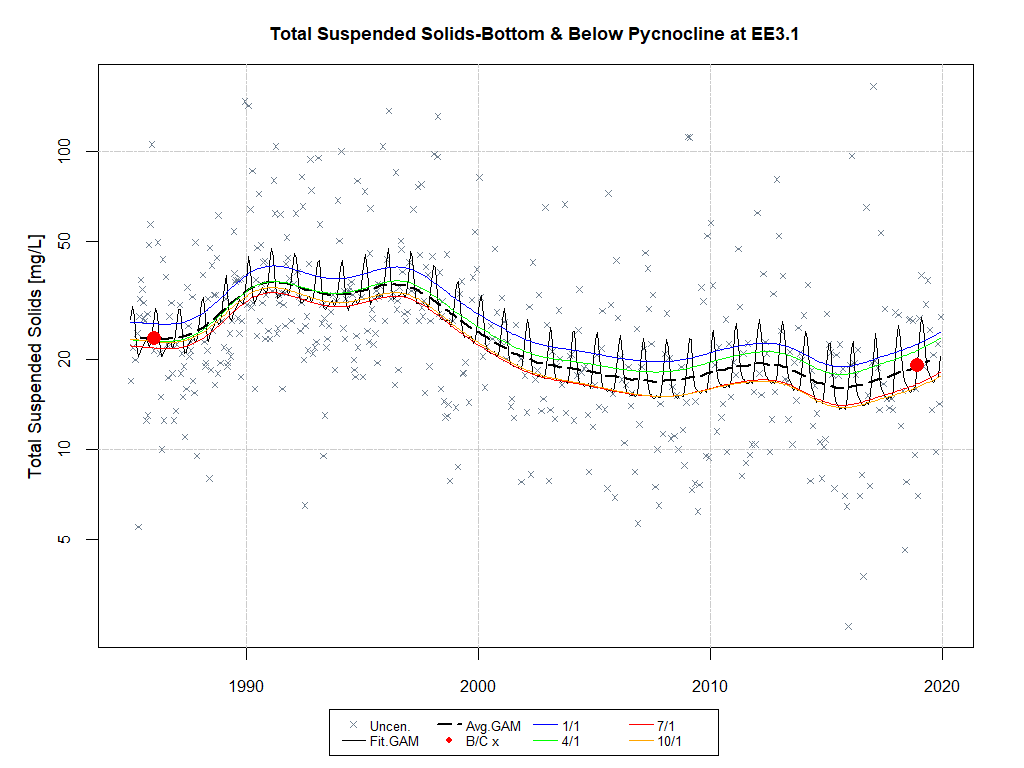 Total Suspended Solids-Bottom & Below Pycnocline at EE3.1
Total Suspended Solids [mg/L]
100
50
20
10
5
1990 2000 2010 2020
Uncen. Avg.GAM 1/1 7/1
Fit.GAM B/C x 4/1 10/1